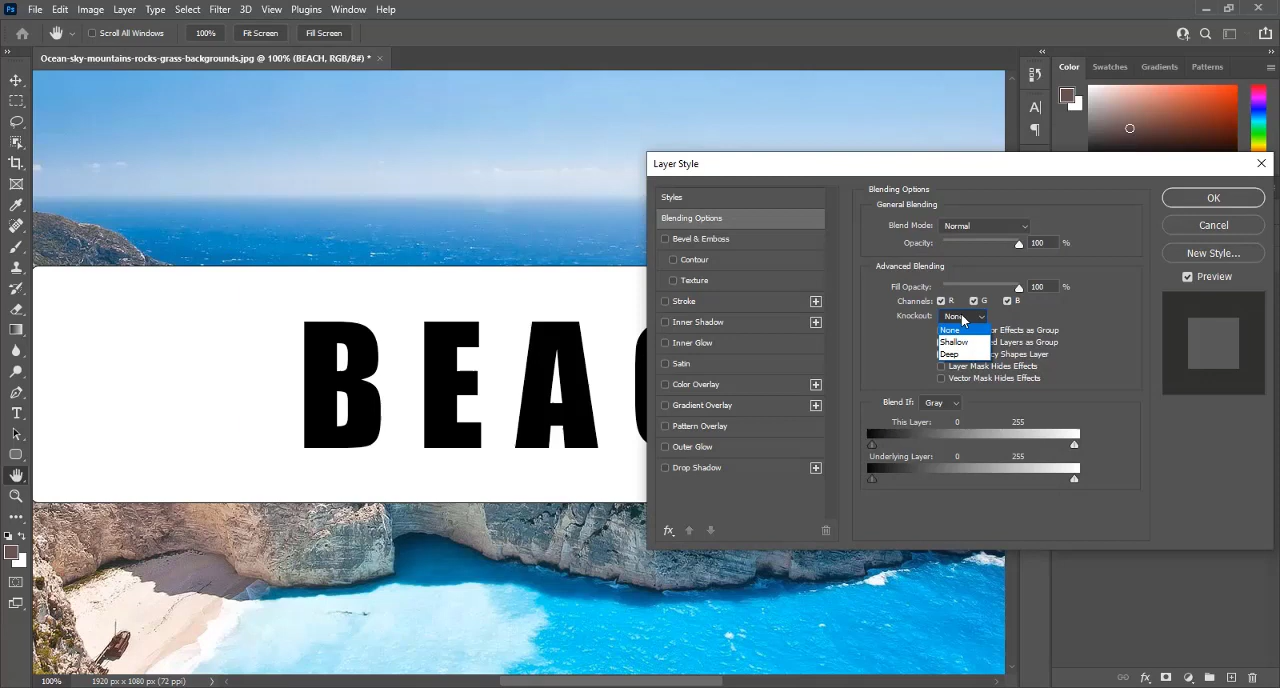 Ps File Edit Image Layer Type Select Filter 3D View Plugins Window Help
Scroll All Windows 100% Fit Screen Fill Screen
Ocean-sky-mountains-rocks-grass-backgrounds.jpg @ 100% (BEACH, RGB/8#) *
Color Swatches Gradients Patterns
BEA
Layer Style
Styles
Blending Options
Bevel & Emboss
Contour
Texture
Stroke
Inner Shadow
Inner Glow
Satin
Color Overlay
Gradient Overlay
Pattern Overlay
Outer Glow
Drop Shadow
fx
Blending Options
General Blending
Blend Mode: Normal
Opacity: 100 %
Advanced Blending
Fill Opacity: 100 %
Channels: R G B
Knockout: None
None
Effects as Group
Shallow
Layers as Group
Deep
Shapes Layer
Layer Mask Hides Effects
Vector Mask Hides Effects
Blend If: Gray
This Layer: 0 255
Underlying Layer: 0 255
OK
Cancel
New Style...
Preview
100% 1920 px x 1080 px (72 ppi)
fx